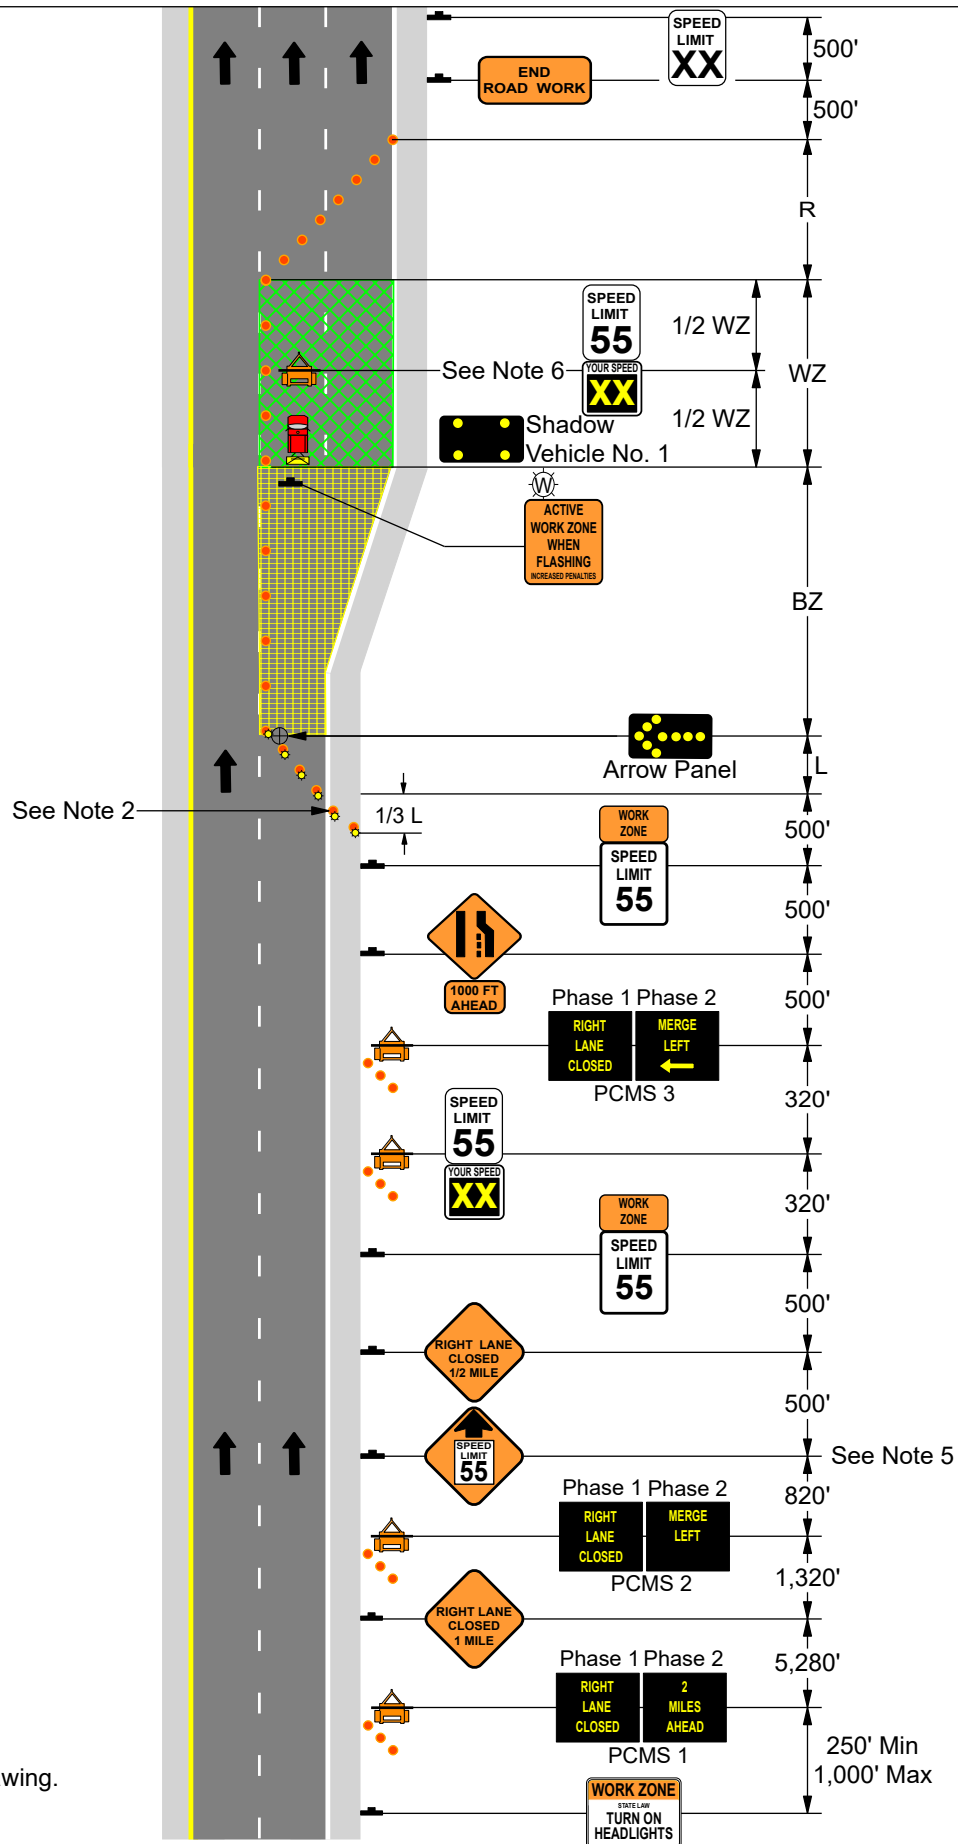 SPEED
LIMIT
XX
500'
END
ROAD WORK
500'
R
SPEED
LIMIT
55
1/2 WZ
YOUR SPEED
XX
See Note 6
WZ
1/2 WZ
Shadow
Vehicle No. 1
W
ACTIVE
WORK ZONE
WHEN
FLASHING
INCREASED PENALTIES
BZ
Arrow Panel
L
See Note 2
1/3 L
WORK
ZONE
500'
SPEED
LIMIT
55
500'
1000 FT
AHEAD
500'
Phase 1 Phase 2
RIGHT
LANE
CLOSED
MERGE
LEFT
PCMS 3
320'
SPEED
LIMIT
55
YOUR SPEED
XX
320'
WORK
ZONE
SPEED
LIMIT
55
500'
RIGHT LANE
CLOSED
1/2 MILE
500'
SPEED
LIMIT
55
See Note 5
820'
Phase 1 Phase 2
RIGHT
LANE
CLOSED
MERGE
LEFT
PCMS 2
1,320'
RIGHT LANE
CLOSED
1 MILE
5,280'
Phase 1 Phase 2
RIGHT
LANE
CLOSED
2
MILES
AHEAD
PCMS 1
250' Min
1,000' Max
wing.
WORK ZONE
STATE LAW
TURN ON
HEADLIGHTS